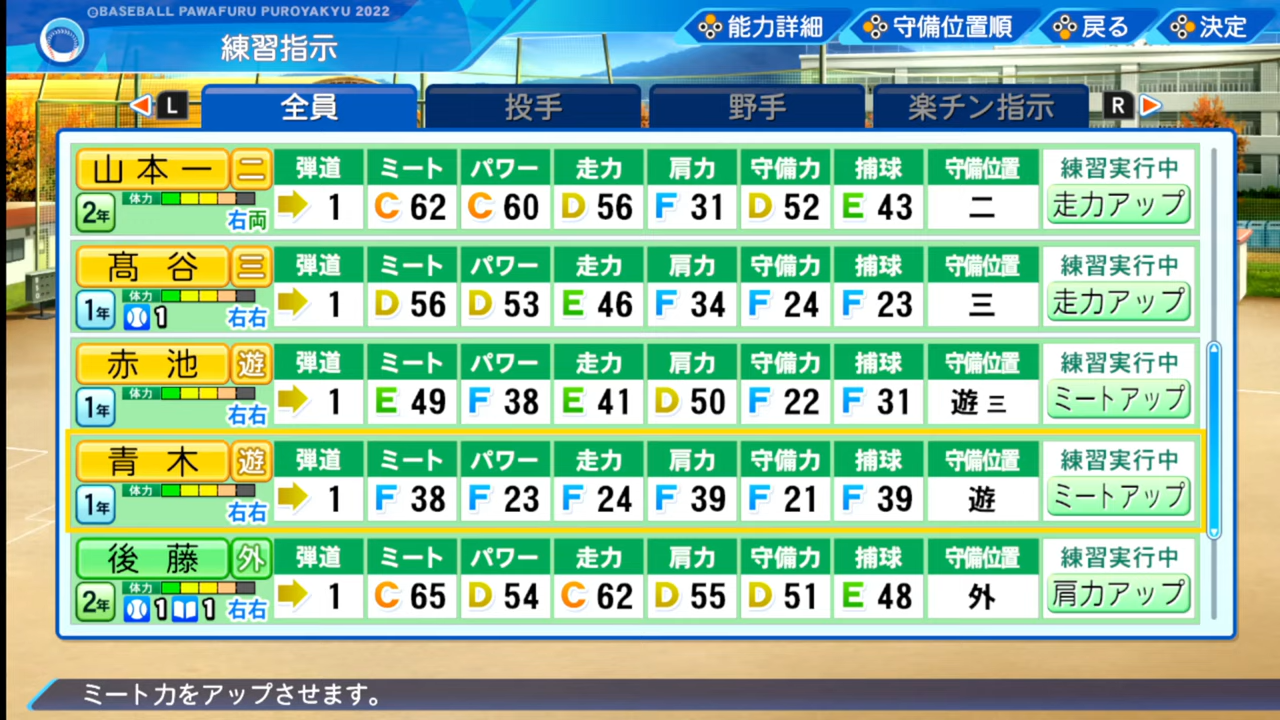 ©BASEBALL PAWAFURU PUROYAKYU 2022
練習指示
能力詳細 守備位置順 戻る 決定
L 全員 投手 野手 楽チン指示 R
山本一 二 弾道 ミート パワー 走力 肩力 守備力 捕球 守備位置 練習実行中
2年 体力 右両 1 C 62 C 60 D 56 F 31 D 52 E 43 二 走力アップ
髙谷 三 弾道 ミート パワー 走力 肩力 守備力 捕球 守備位置 練習実行中
1年 体力 1 右右 1 D 56 D 53 E 46 F 34 F 24 F 23 三 走力アップ
赤池 遊 弾道 ミート パワー 走力 肩力 守備力 捕球 守備位置 練習実行中
1年 体力 右右 1 E 49 F 38 E 41 D 50 F 22 F 31 遊三 ミートアップ
青木 遊 弾道 ミート パワー 走力 肩力 守備力 捕球 守備位置 練習実行中
1年 体力 右右 1 F 38 F 23 F 24 F 39 F 21 F 39 遊 ミートアップ
後藤 外 弾道 ミート パワー 走力 肩力 守備力 捕球 守備位置 練習実行中
2年 体力 1 1 右右 1 C 65 D 54 C 62 D 55 D 51 E 48 外 肩力アップ
ミート力をアップさせます。